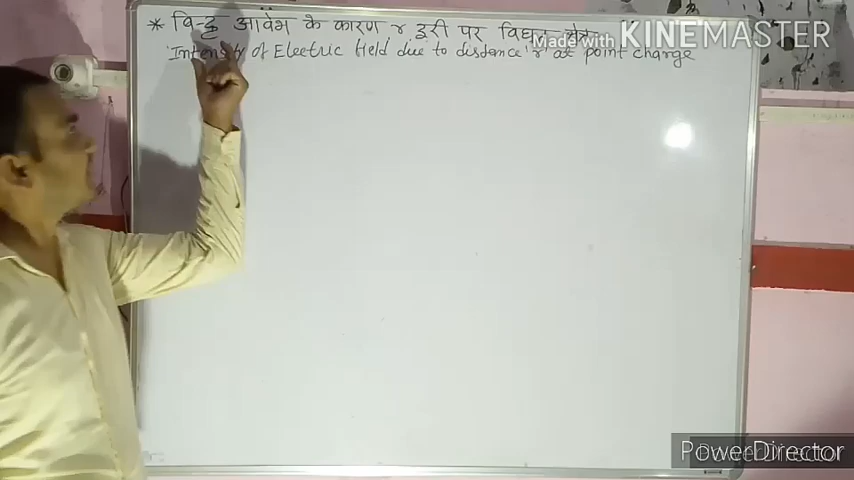 * बिन्दु आवेश के कारण r दूरी पर विधुत क्षेत्र
Made with KINEMASTER
Intensity of Electric Field due to distance 'r' at point charge
PowerDirector